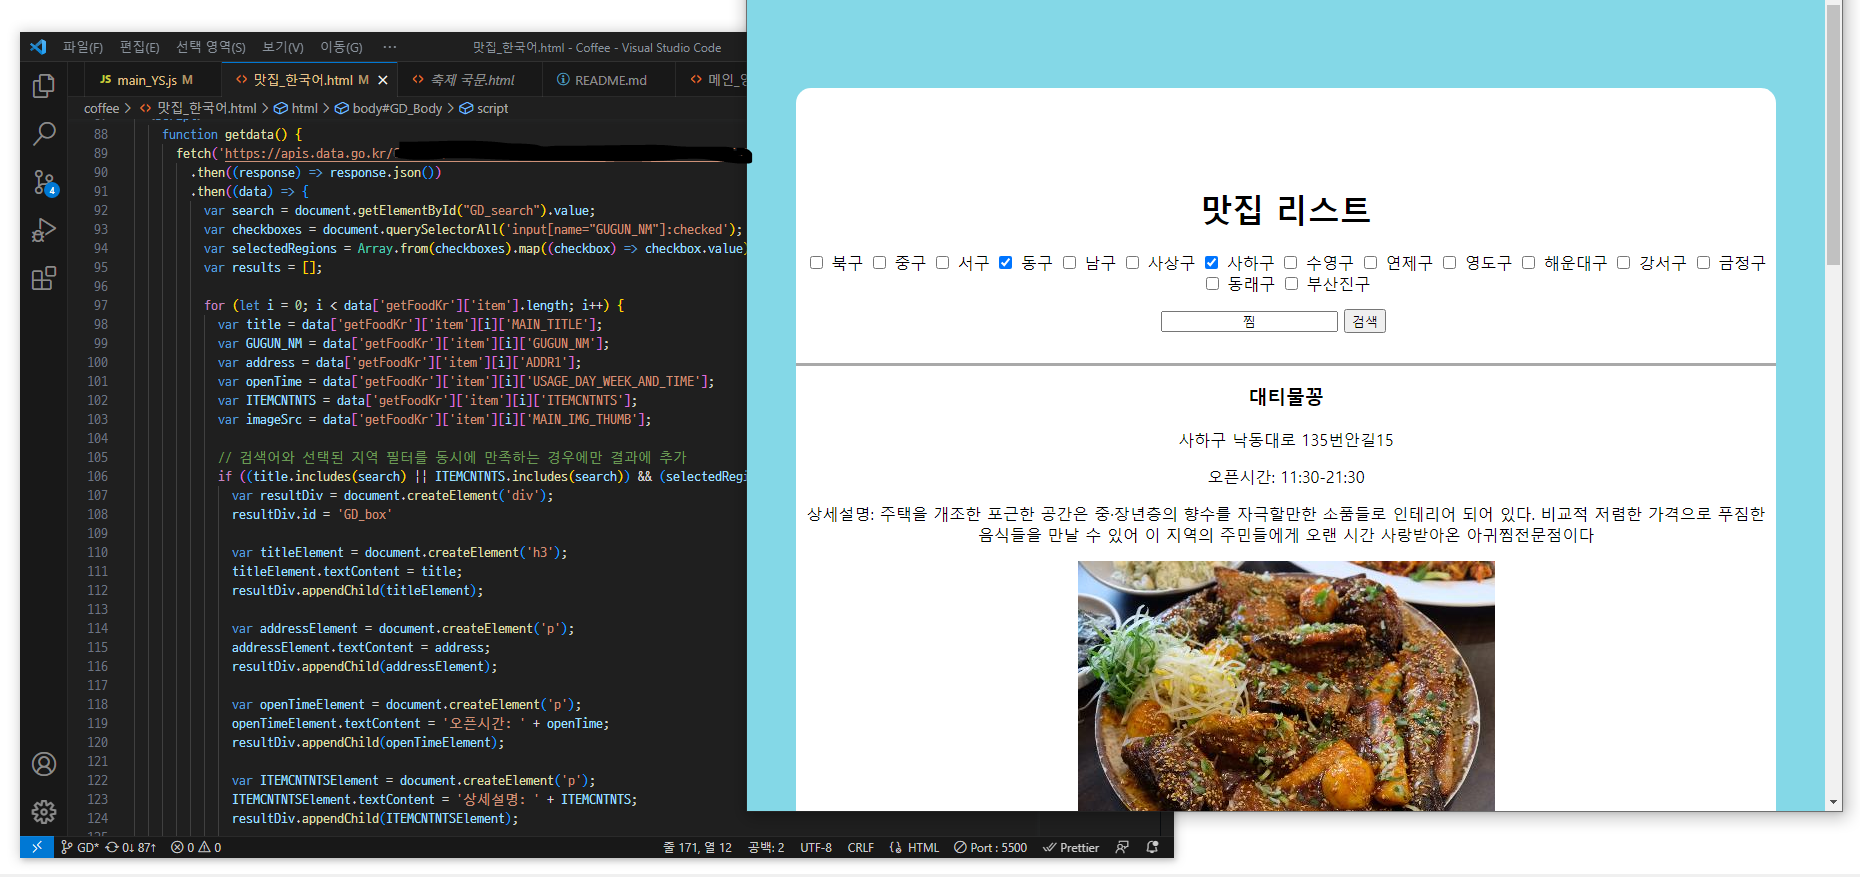 파일(F) 편집(E) 선택 영역(S) 보기(V) 이동(G) ··· 맛집_한국어.html - Coffee - Visual Studio Code
JS main_YS.js M <> 맛집_한국어.html M × <> 축제 국문.html README.md <> 메인_
coffee > <> 맛집_한국어.html > html > body#GD_Body > script
88 function getdata() {
89 fetch('https://apis.data.go.kr/
90 .then((response) => response.json())
91 .then((data) => {
92 var search = document.getElementById("GD_search").value;
93 var checkboxes = document.querySelectorAll('input[name="GUGUN_NM"]:checked');
94 var selectedRegions = Array.from(checkboxes).map((checkbox) => checkbox.value)
95 var results = [];
96
97 for (let i = 0; i < data['getFoodKr']['item'].length; i++) {
98 var title = data['getFoodKr']['item'][i]['MAIN_TITLE'];
99 var GUGUN_NM = data['getFoodKr']['item'][i]['GUGUN_NM'];
100 var address = data['getFoodKr']['item'][i]['ADDR1'];
101 var openTime = data['getFoodKr']['item'][i]['USAGE_DAY_WEEK_AND_TIME'];
102 var ITEMCNTNTS = data['getFoodKr']['item'][i]['ITEMCNTNTS'];
103 var imageSrc = data['getFoodKr']['item'][i]['MAIN_IMG_THUMB'];
104
105 // 검색어와 선택된 지역 필터를 동시에 만족하는 경우에만 결과에 추가
106 if ((title.includes(search) || ITEMCNTNTS.includes(search)) && (selectedRegi
107 var resultDiv = document.createElement('div');
108 resultDiv.id = 'GD_box'
109
110 var titleElement = document.createElement('h3');
111 titleElement.textContent = title;
112 resultDiv.appendChild(titleElement);
113
114 var addressElement = document.createElement('p');
115 addressElement.textContent = address;
116 resultDiv.appendChild(addressElement);
117
118 var openTimeElement = document.createElement('p');
119 openTimeElement.textContent = '오픈시간: ' + openTime;
120 resultDiv.appendChild(openTimeElement);
121
122 var ITEMCNTNTSElement = document.createElement('p');
123 ITEMCNTNTSElement.textContent = '상세설명: ' + ITEMCNTNTS;
124 resultDiv.appendChild(ITEMCNTNTSElement);
4
GD* 0↓ 87↑ 0 0 줄 171, 열 12 공백: 2 UTF-8 CRLF HTML Port : 5500 Prettier
맛집 리스트
북구 중구 서구 동구 남구 사상구 사하구 수영구 연제구 영도구 해운대구 강서구 금정구
동래구 부산진구
찜 검색
대티물꽁
사하구 낙동대로 135번안길15
오픈시간: 11:30-21:30
상세설명: 주택을 개조한 포근한 공간은 중·장년층의 향수를 자극할만한 소품들로 인테리어 되어 있다. 비교적 저렴한 가격으로 푸짐한
음식들을 만날 수 있어 이 지역의 주민들에게 오랜 시간 사랑받아온 아귀찜전문점이다